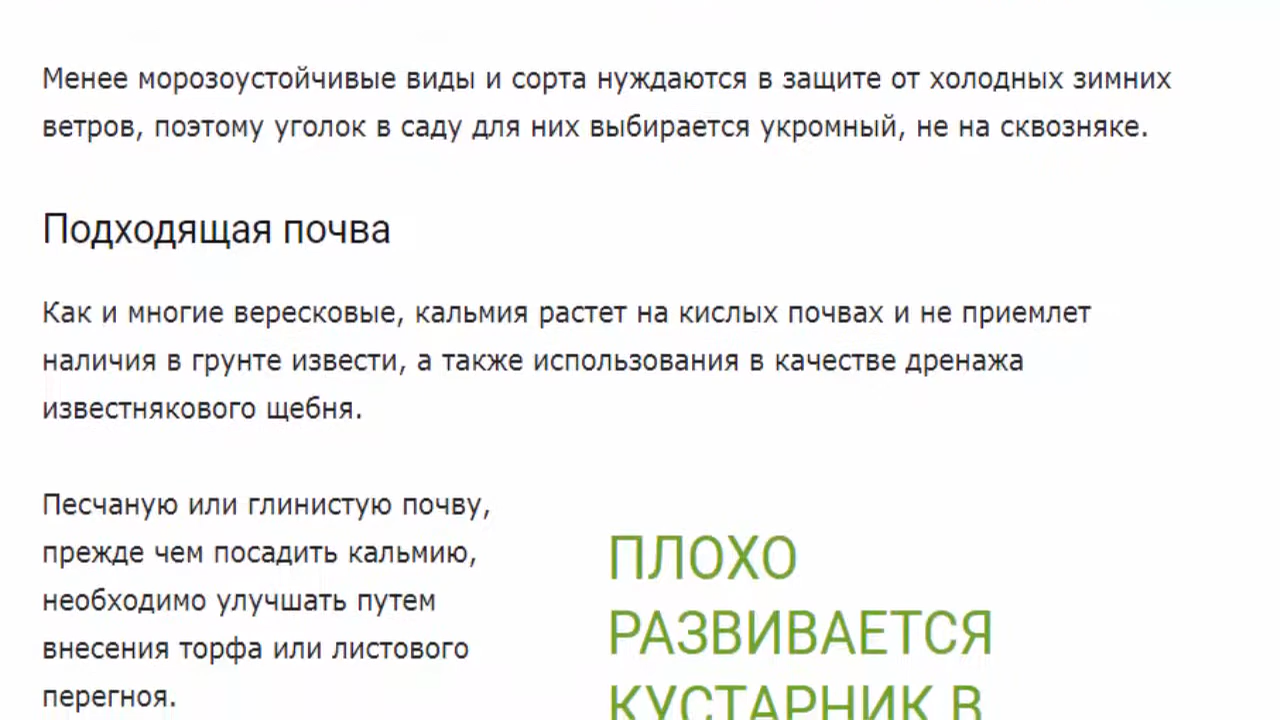 Менее морозоустойчивые виды и сорта нуждаются в защите от холодных зимних
ветров, поэтому уголок в саду для них выбирается укромный, не на сквозняке.
Подходящая почва
Как и многие вересковые, кальмия растет на кислых почвах и не приемлет
наличия в грунте извести, а также использования в качестве дренажа
известнякового щебня.
Песчаную или глинистую почву,
прежде чем посадить кальмию,
необходимо улучшать путем
внесения торфа или листового
перегноя.
ПЛОХО
РАЗВИВАЕТСЯ
КУСТАРНИК В